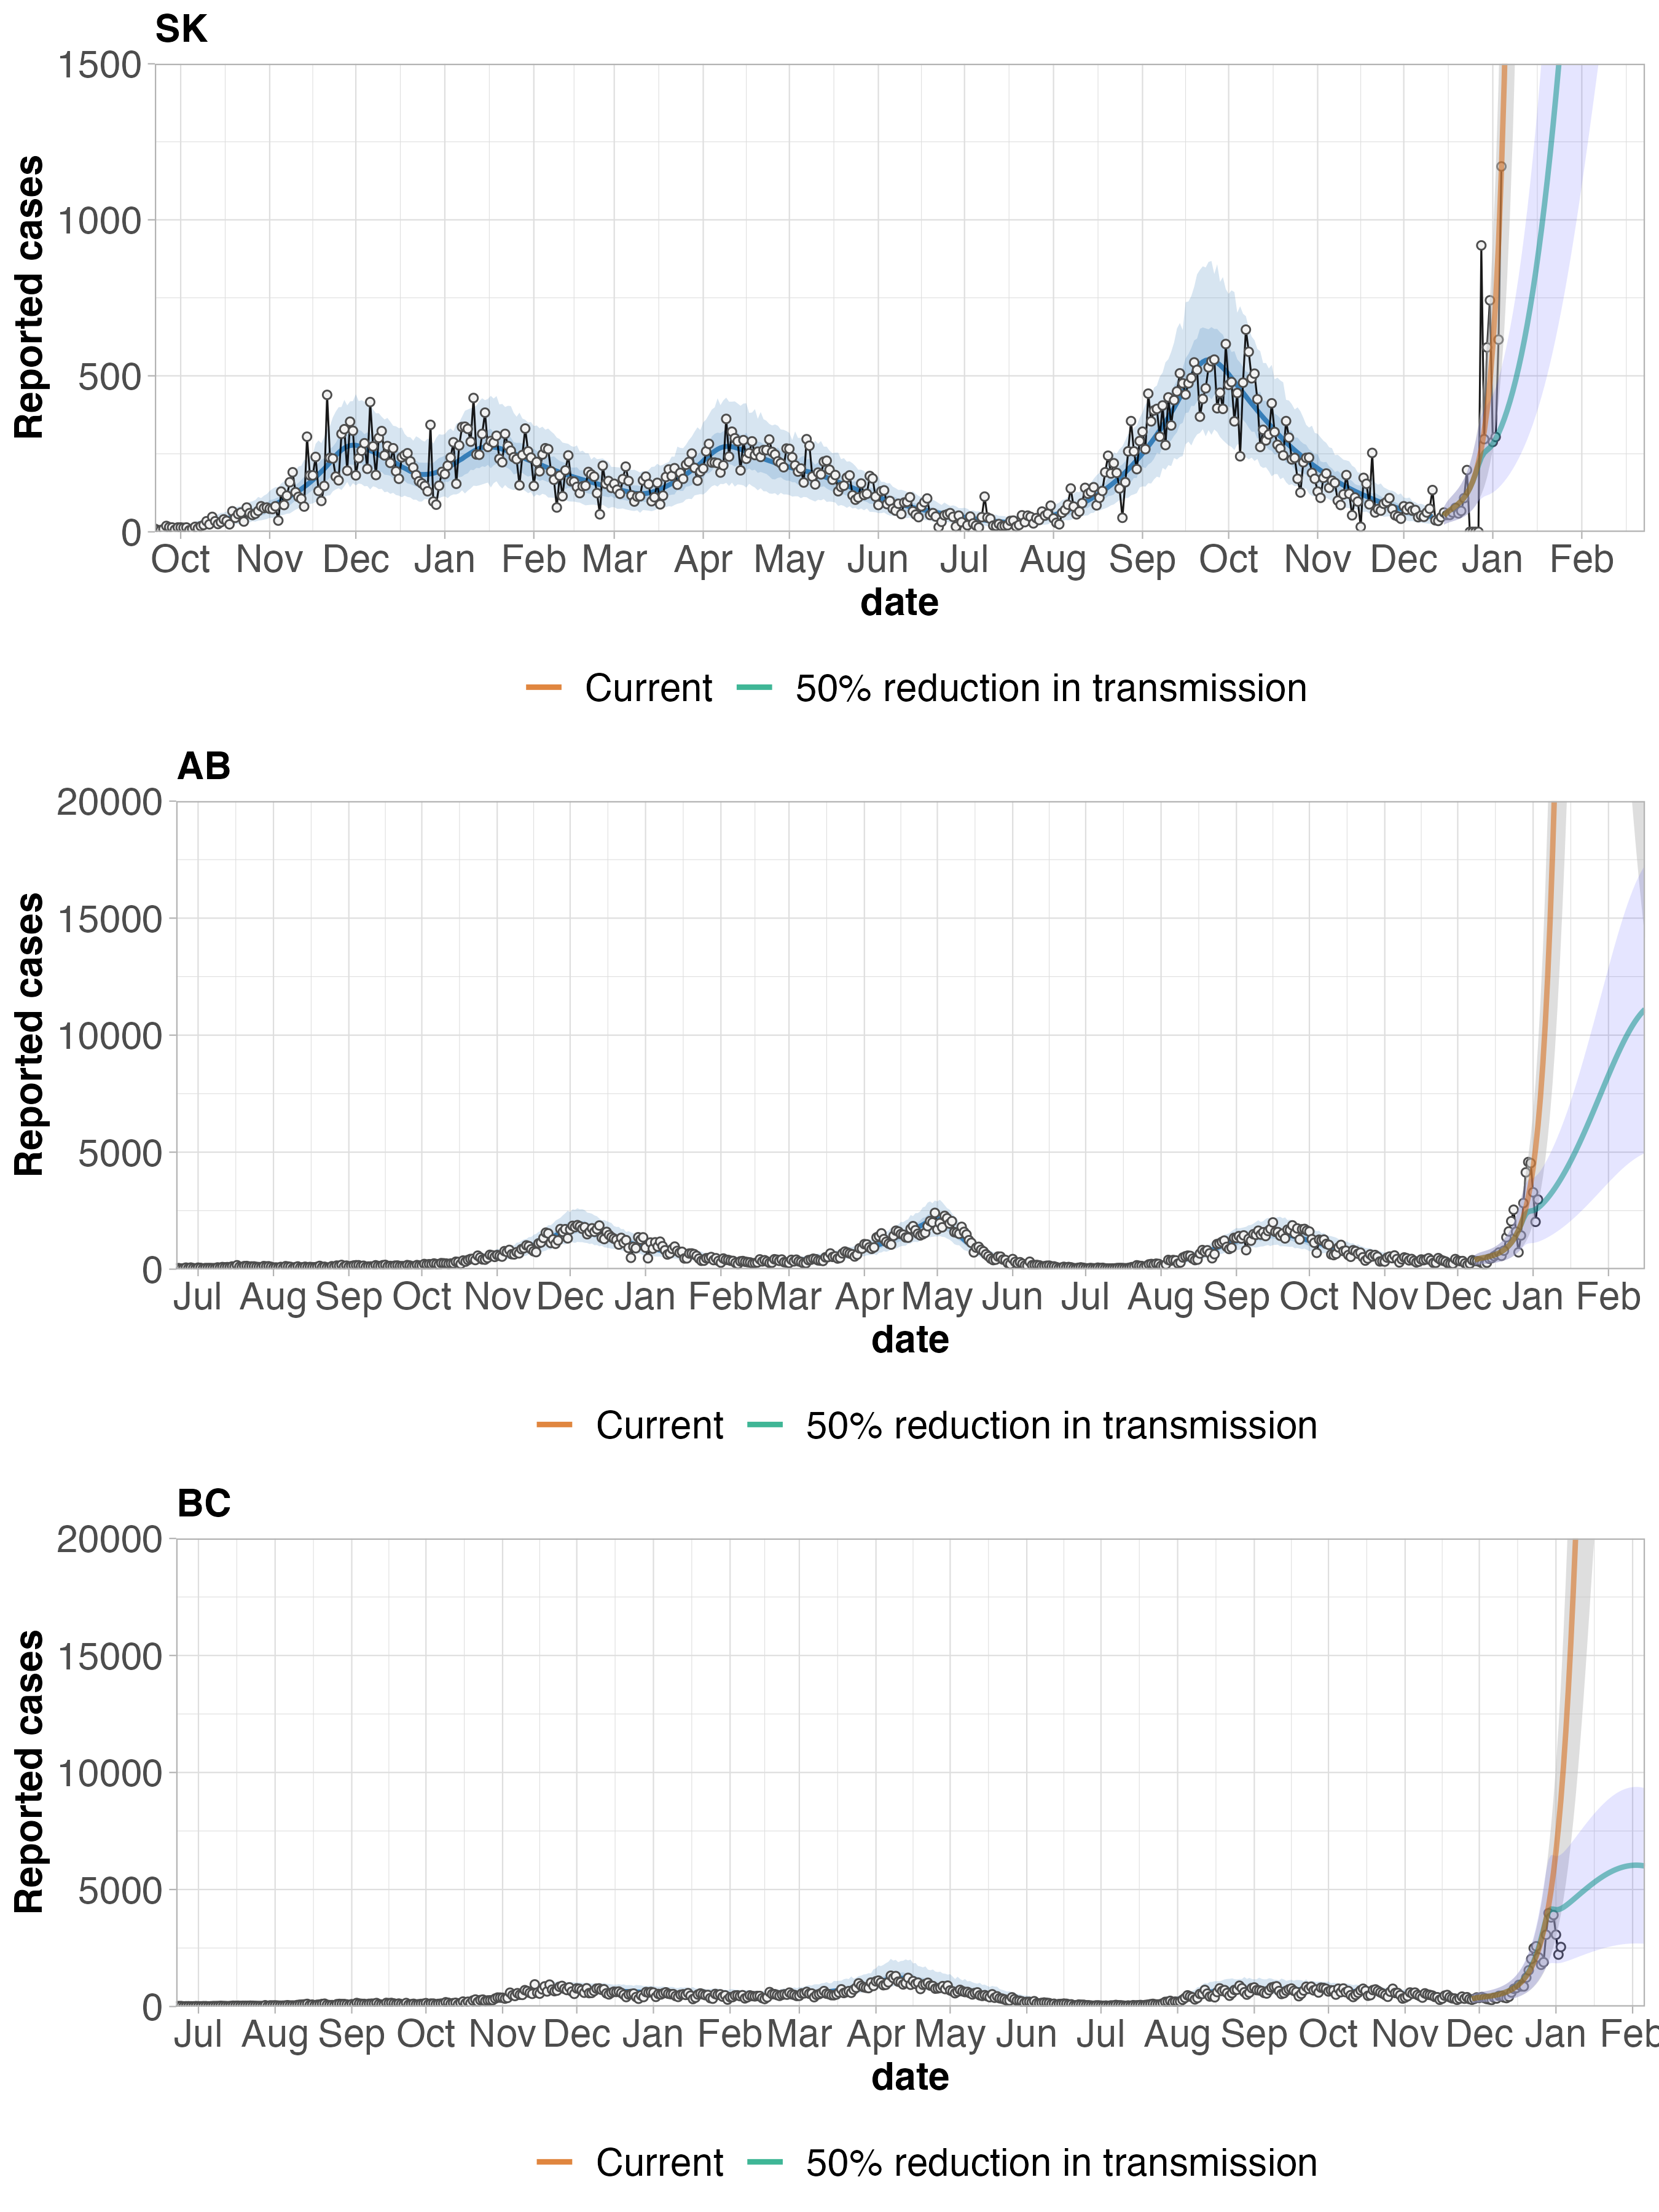 SK
1500
1000
500
0
Reported cases
Oct Nov Dec Jan Feb Mar Apr May Jun Jul Aug Sep Oct Nov Dec Jan Feb
date
Current 50% reduction in transmission
AB
20000
15000
10000
5000
0
Reported cases
Jul Aug Sep Oct Nov Dec Jan Feb Mar Apr May Jun Jul Aug Sep Oct Nov Dec Jan Feb
date
Current 50% reduction in transmission
BC
20000
15000
10000
5000
0
Reported cases
Jul Aug Sep Oct Nov Dec Jan Feb Mar Apr May Jun Jul Aug Sep Oct Nov Dec Jan Feb
date
Current 50% reduction in transmission